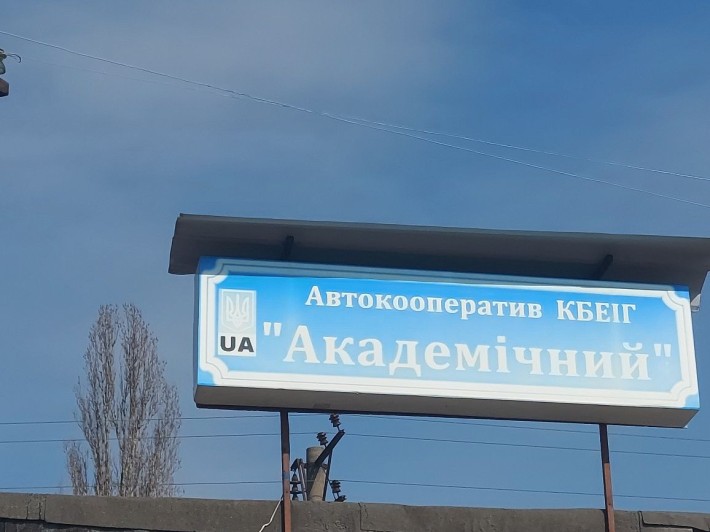 Автокооператив КБЕІГ
UA
"Академічний"